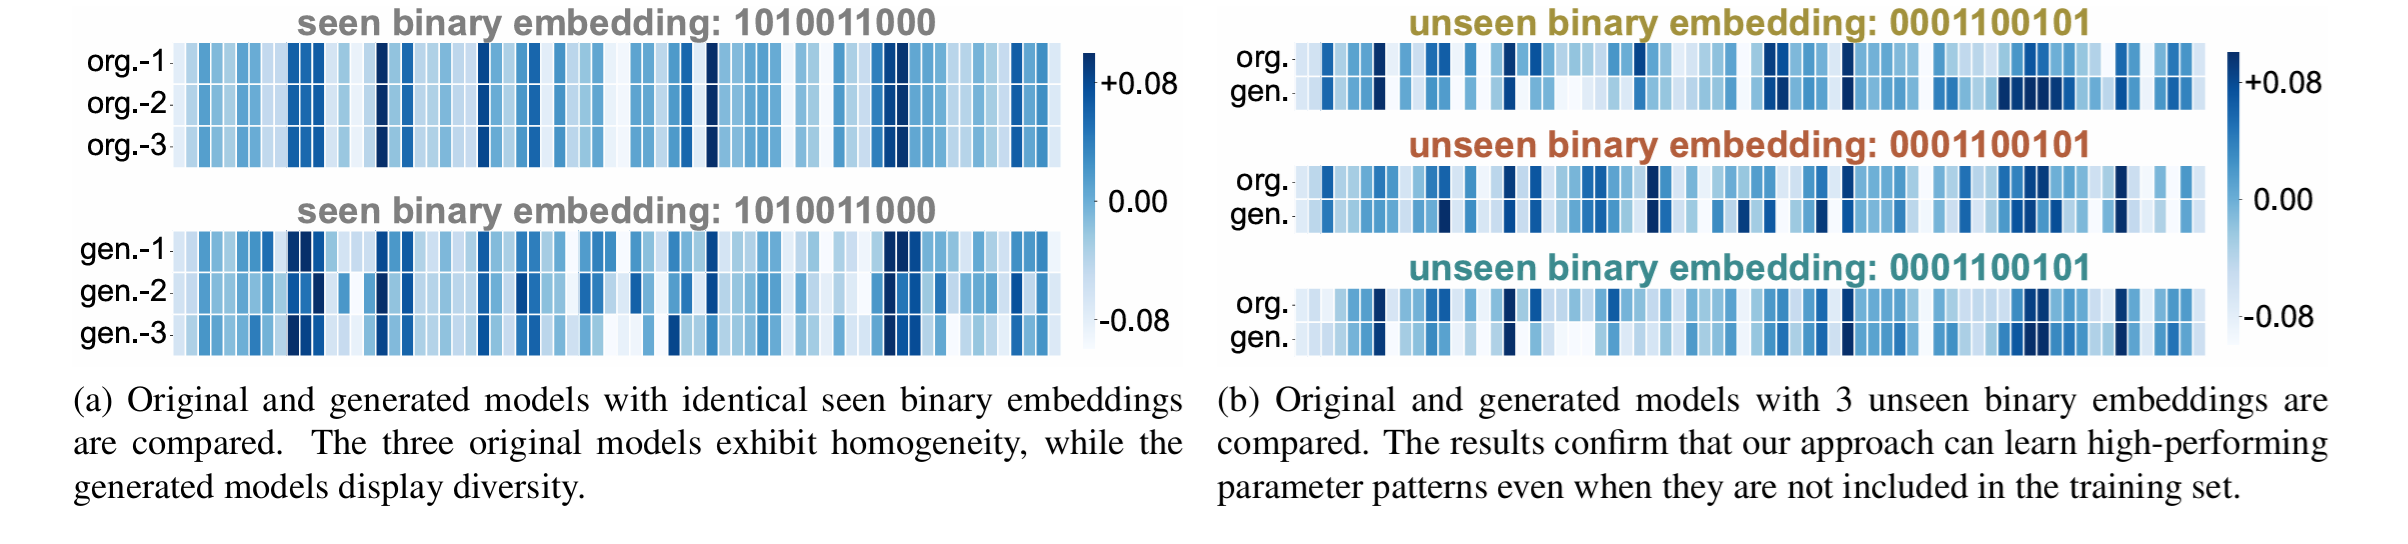 seen binary embedding: 1010011000
org.-1
org.-2
org.-3
seen binary embedding: 1010011000
gen.-1
gen.-2
gen.-3
+0.08
0.00
-0.08
(a) Original and generated models with identical seen binary embeddings
are compared. The three original models exhibit homogeneity, while the
generated models display diversity.
unseen binary embedding: 0001100101
org.
gen.
unseen binary embedding: 0001100101
org.
gen.
unseen binary embedding: 0001100101
org.
gen.
+0.08
0.00
-0.08
(b) Original and generated models with 3 unseen binary embeddings are
compared. The results confirm that our approach can learn high-performing
parameter patterns even when they are not included in the training set.